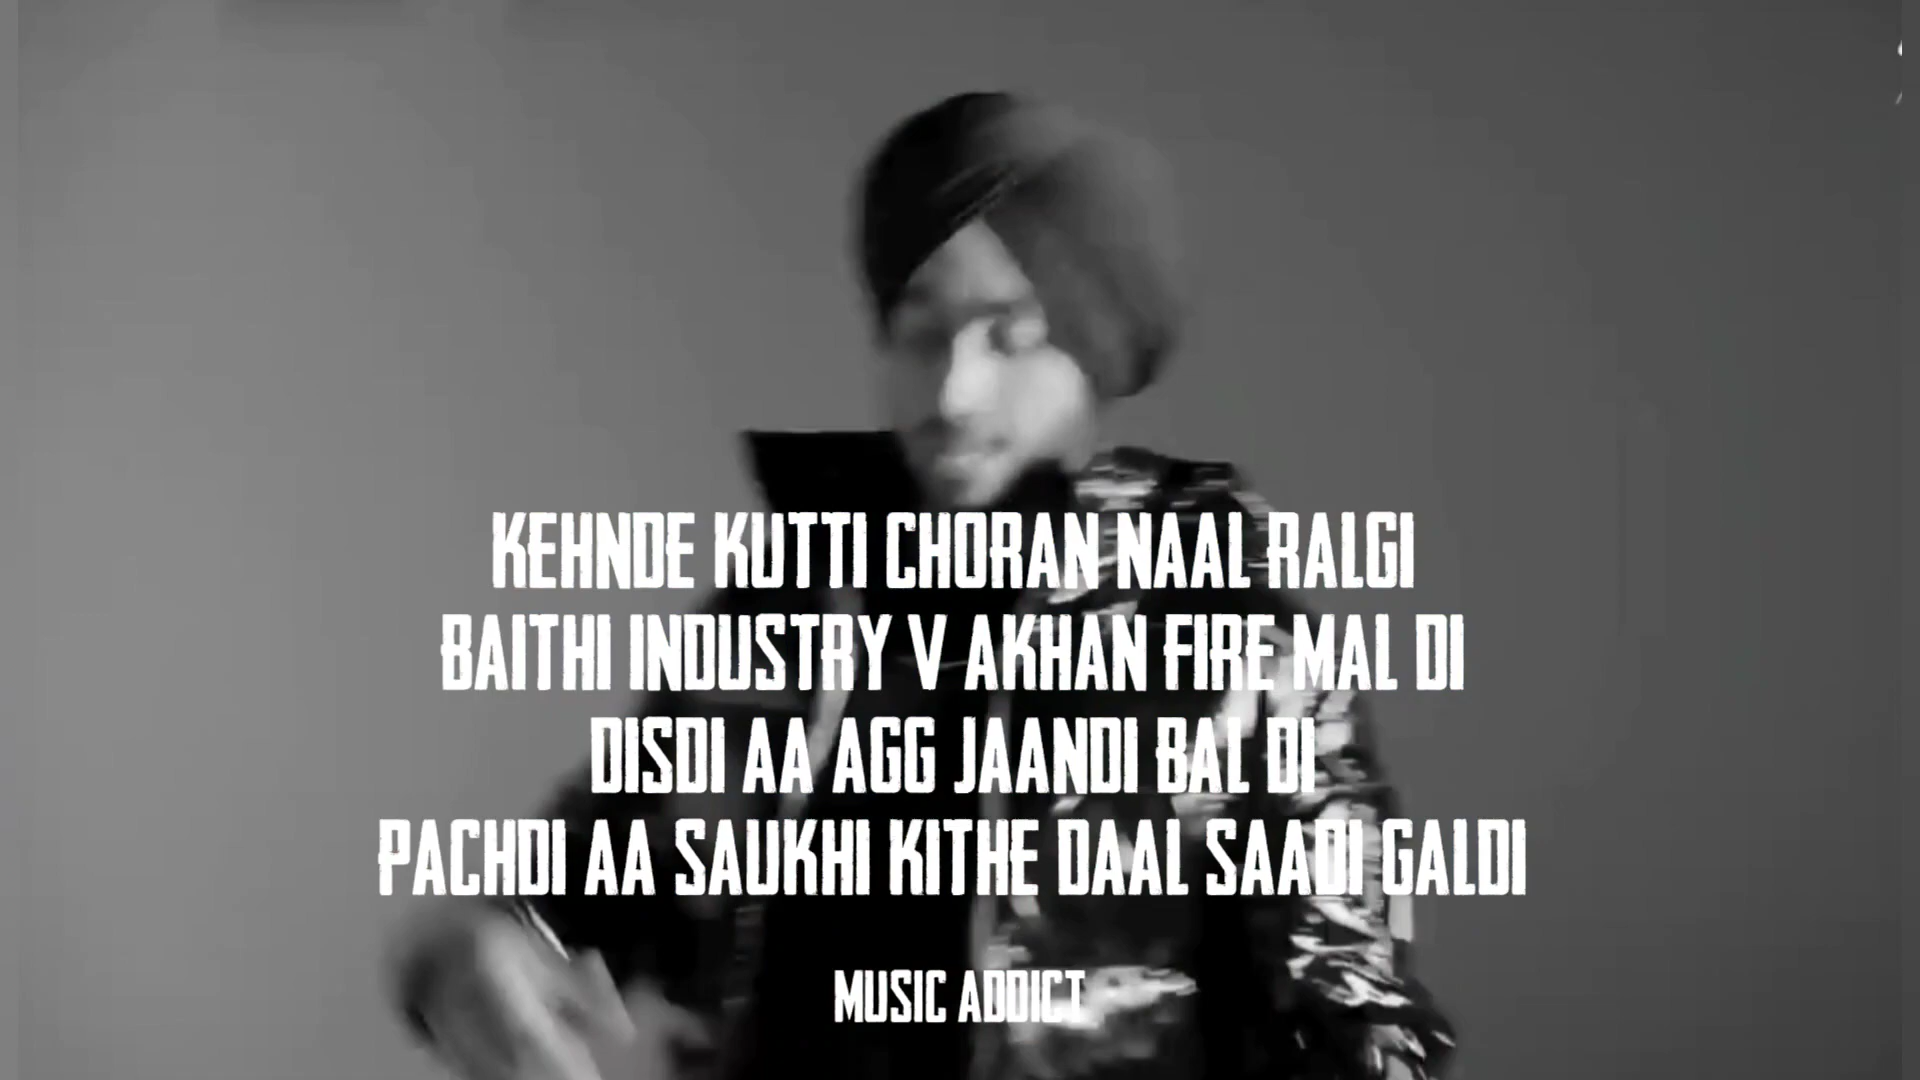 KEHNDE KUTTI CHORAN NAAL RALGI
BAITHI INDUSTRY V AKHAN FIRE MAL DI
DISDI AA AGG JAANDI BAL DI
PACHDI AA SAUKHI KITHE DAAL SAADI GALDI
MUSIC ADDICT